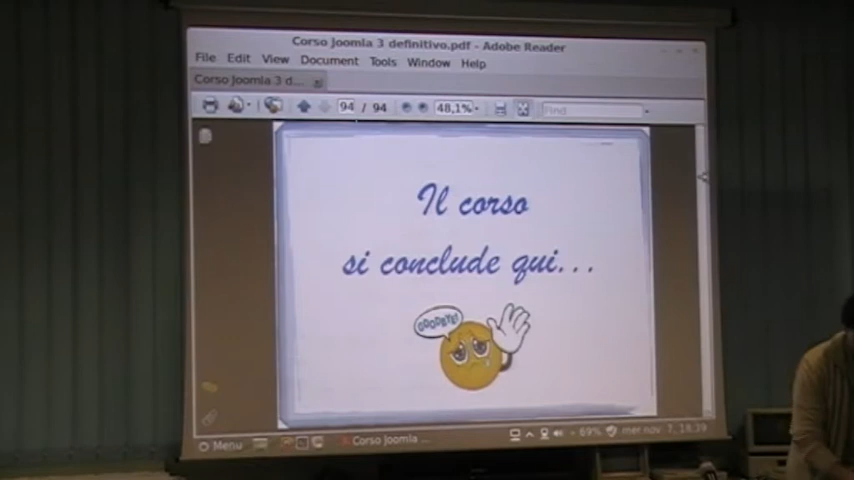 Corso Joomla 3 definitivo.pdf - Adobe Reader
File Edit View Document Tools Window Help
Corso Joomla 3 d...
94 / 94 48,1% Find
Il corso
si conclude qui...
GOODBYE!
Menu Corso Joomla ... 69% mer nov 7, 18:39